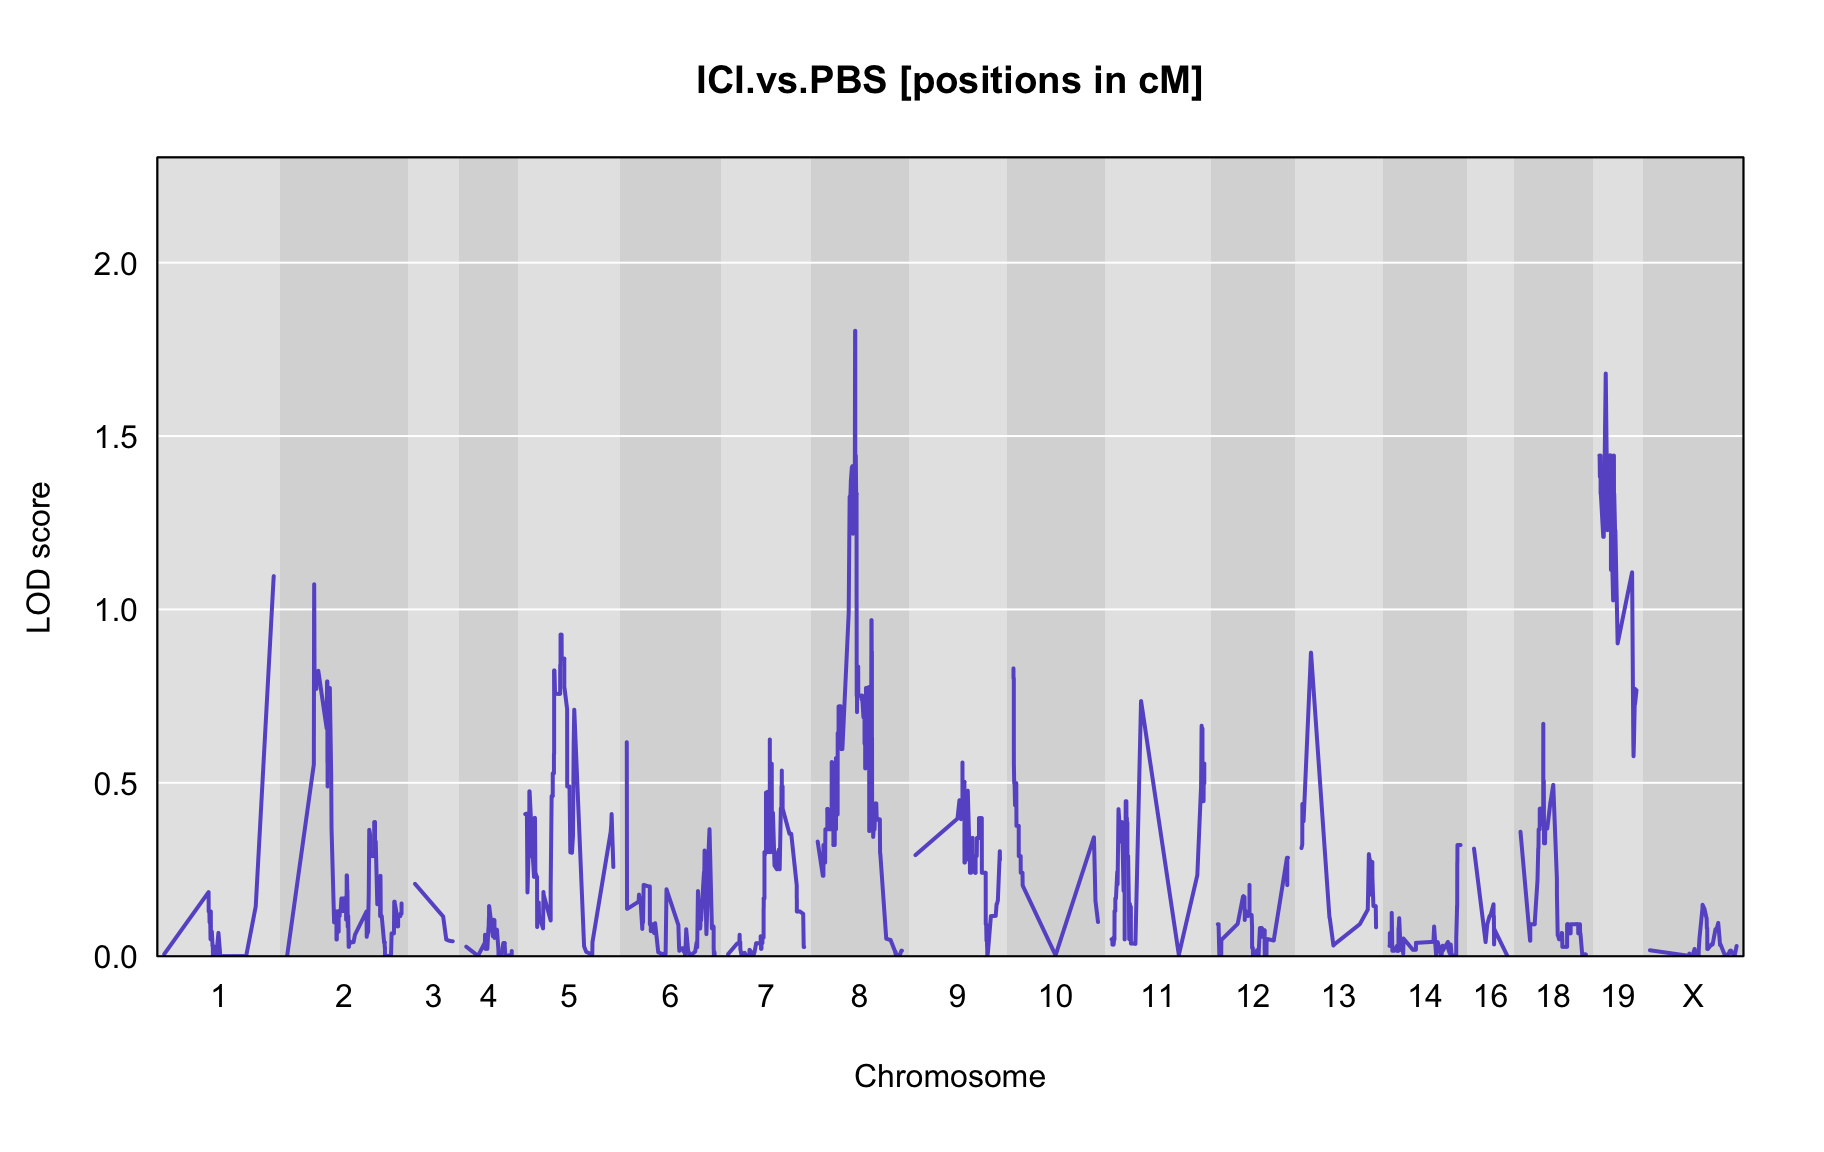 ICI.vs.PBS [positions in cM]
LOD score
2.0
1.5
1.0
0.5
0.0
1 2 3 4 5 6 7 8 9 10 11 12 13 14 16 18 19 X
Chromosome